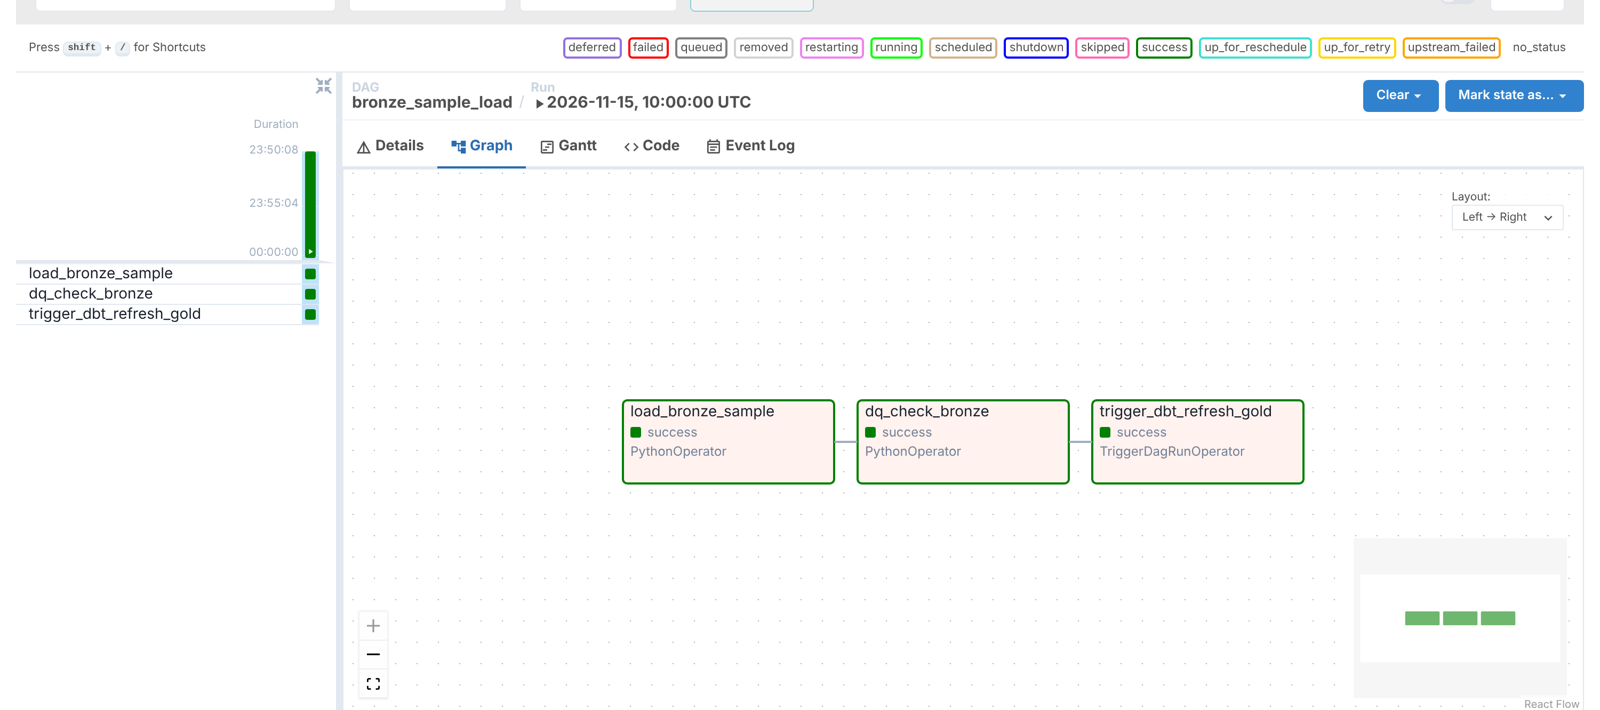 Press shift + / for Shortcuts
deferred failed queued removed restarting running scheduled shutdown skipped success up_for_reschedule up_for_retry upstream_failed no_status
DAG
bronze_sample_load
/
Run
2026-11-15, 10:00:00 UTC
Clear
Mark state as...
Duration
23:50:08
23:55:04
00:00:00
load_bronze_sample
dq_check_bronze
trigger_dbt_refresh_gold
Details
Graph
Gantt
Code
Event Log
Layout:
Left → Right
load_bronze_sample
success
PythonOperator
dq_check_bronze
success
PythonOperator
trigger_dbt_refresh_gold
success
TriggerDagRunOperator
React Flow